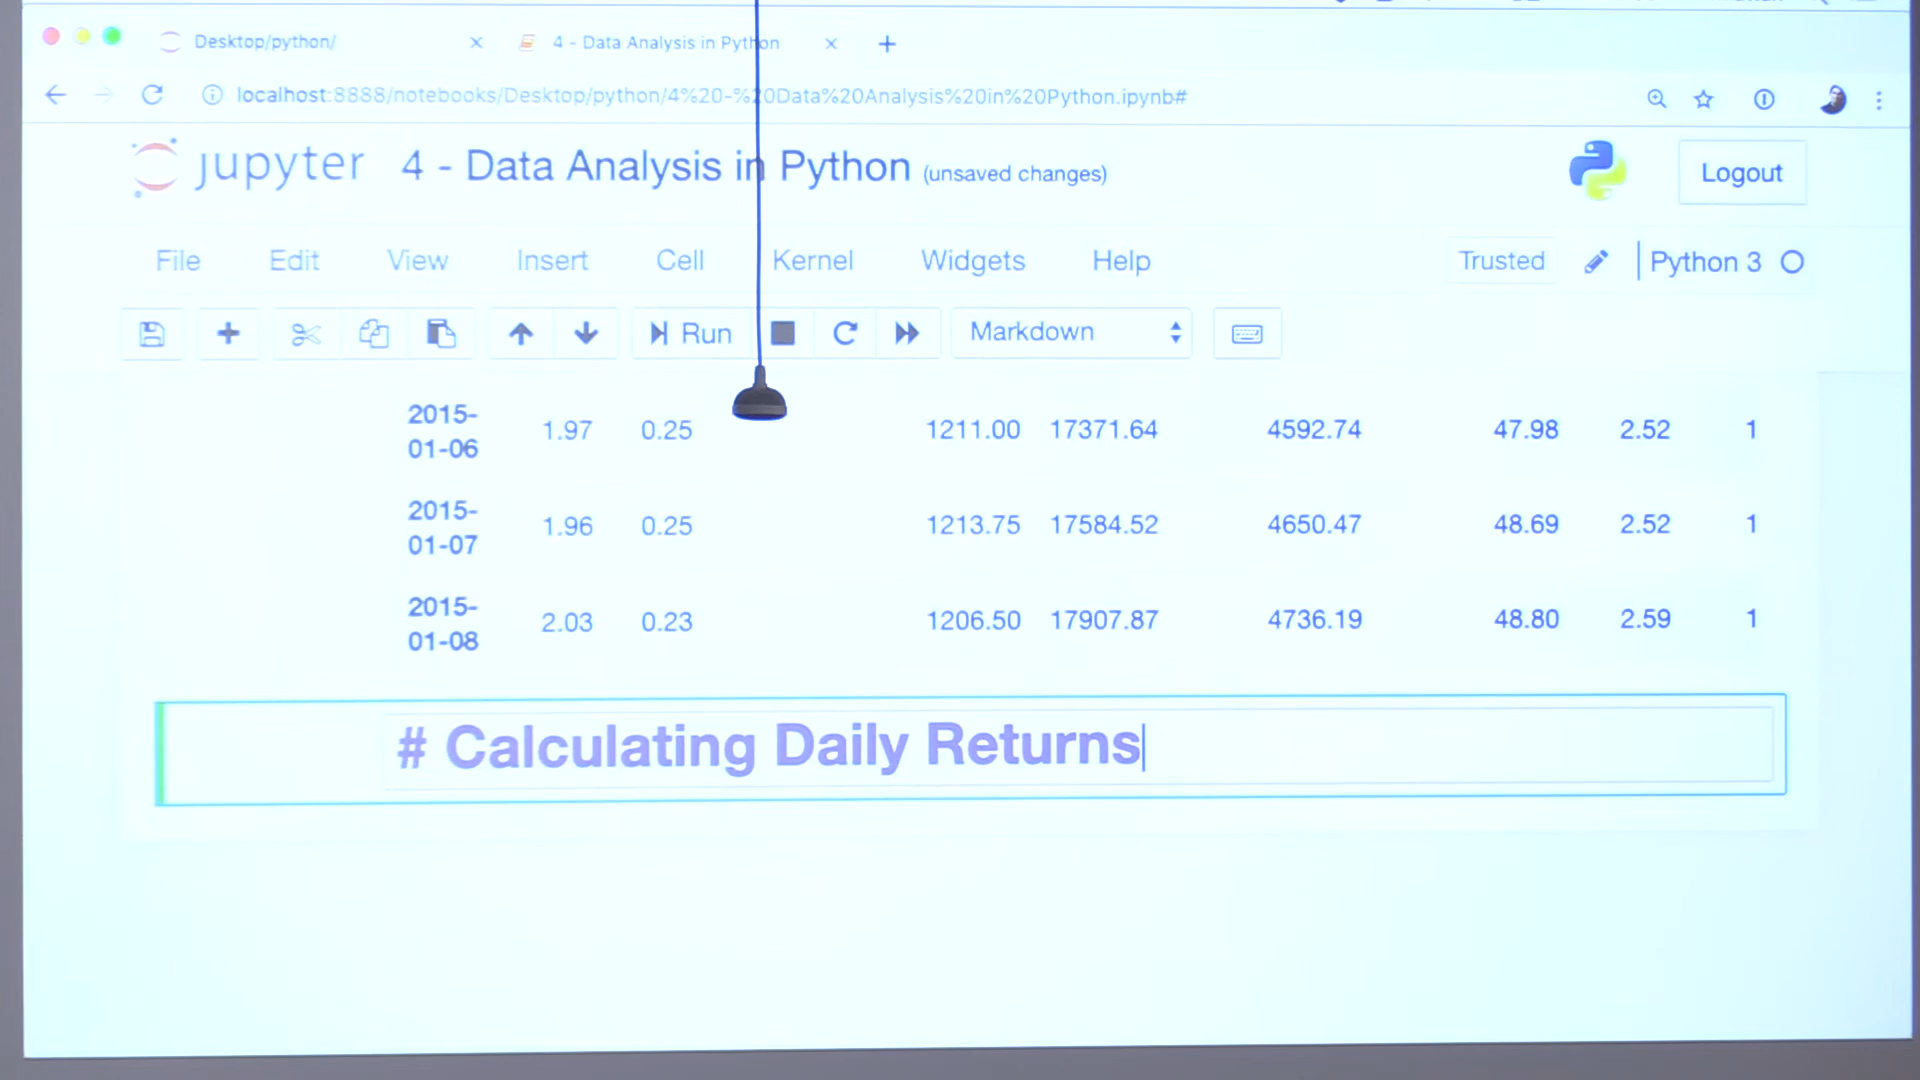 Desktop/python/
4 - Data Analysis in Python
localhost:8888/notebooks/Desktop/python/4%20-%20Data%20Analysis%20in%20Python.ipynb#
jupyter 4 - Data Analysis in Python (unsaved changes)
Logout
File Edit View Insert Cell Kernel Widgets Help
Trusted
Python 3
Run
Markdown
2015-
01-06 1.97 0.25 1211.00 17371.64 4592.74 47.98 2.52 1
2015-
01-07 1.96 0.25 1213.75 17584.52 4650.47 48.69 2.52 1
2015-
01-08 2.03 0.23 1206.50 17907.87 4736.19 48.80 2.59 1
# Calculating Daily Returns